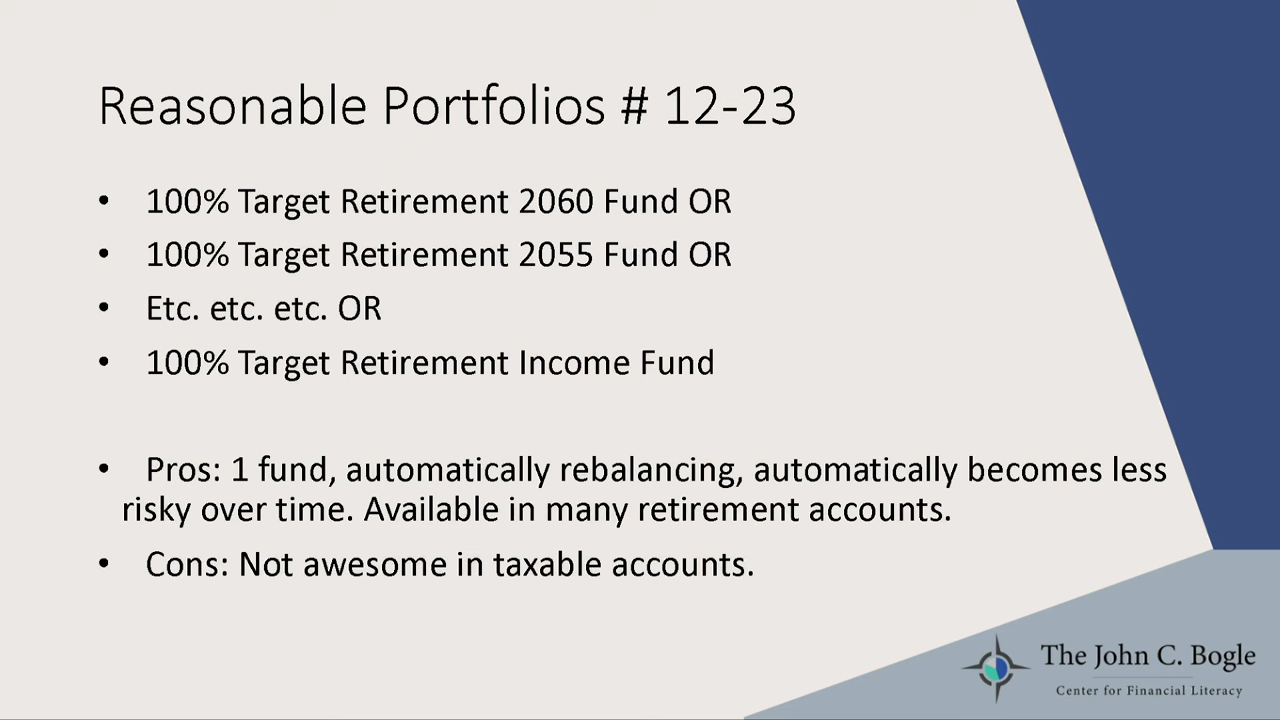 Reasonable Portfolios # 12-23
• 100% Target Retirement 2060 Fund OR
• 100% Target Retirement 2055 Fund OR
• Etc. etc. etc. OR
• 100% Target Retirement Income Fund
• Pros: 1 fund, automatically rebalancing, automatically becomes less
risky over time. Available in many retirement accounts.
• Cons: Not awesome in taxable accounts.
The John C. Bogle
Center for Financial Literacy